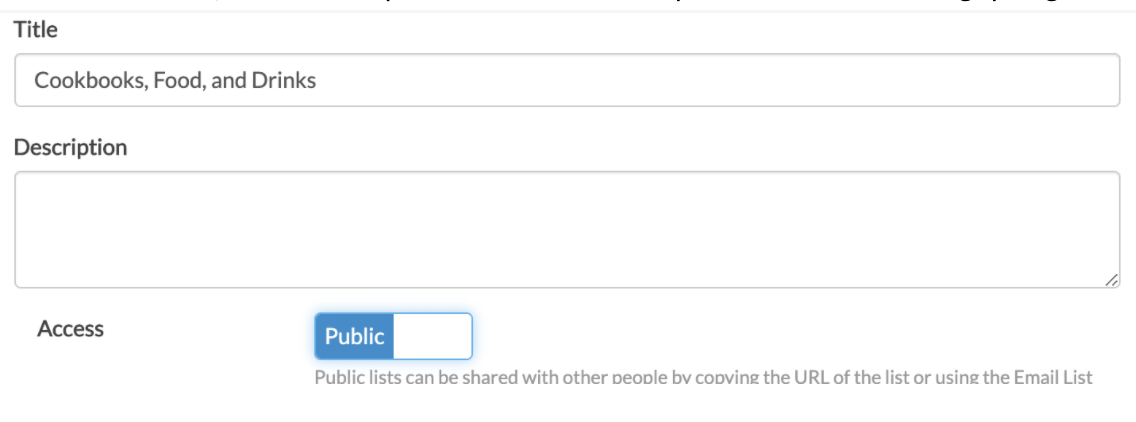 Title
Cookbooks, Food, and Drinks
Description
Access
Public
Public lists can be shared with other people by copying the URL of the list or using the Email List